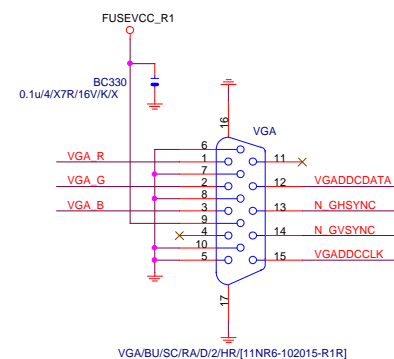 FUSEVCC_R1
BC330
0.1u/4/X7R/16V/K/X
16
VGA
6
VGA_R 1 11
7
VGA_G 2 12 VGADDCDATA
8
VGA_B 3 13 N_GHSYNC
9
4 14 N_GVSYNC
10
5 15 VGADDCCLK
17
VGA/BU/SC/RA/D/2/HR/[11NR6-102015-R1R]